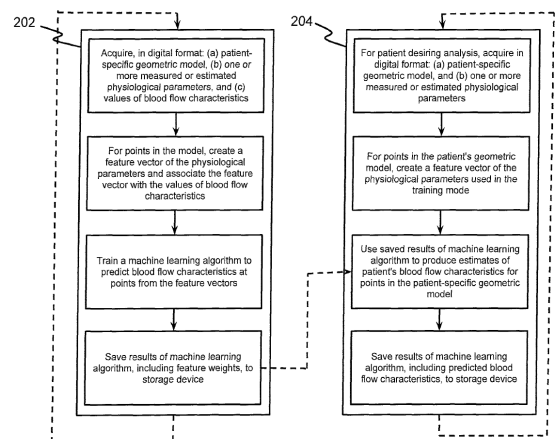 202
Acquire, in digital format: (a) patient-
specific geometric model, (b) one or
more measured or estimated
physiological parameters, and (c)
values of blood flow characteristics
For points in the model, create a
feature vector of the physiological
parameters and associate the feature
vector with the values of blood flow
characteristics
Train a machine learning algorithm to
predict blood flow characteristics at
points from the feature vectors
Save results of machine learning
algorithm, including feature weights, to
storage device
204
For patient desiring analysis, acquire in
digital format: (a) patient-specific
geometric model, and (b) one or more
measured or estimated physiological
parameters
For points in the patient's geometric
model, create a feature vector of the
physiological parameters used in the
training mode
Use saved results of machine learning
algorithm to produce estimates of
patient's blood flow characteristics for
points in the patient-specific geometric
model
Save results of machine learning
algorithm, including predicted blood
flow characteristics, to storage device